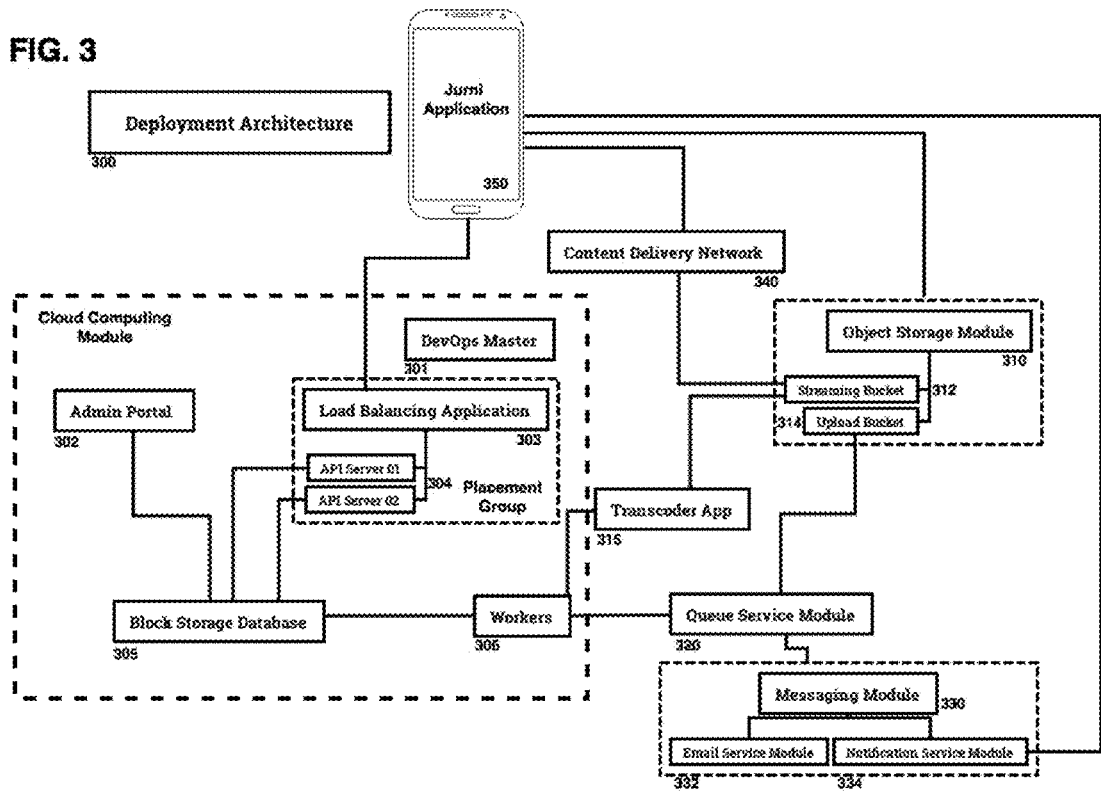 FIG. 3
Jurni
Application
350
Deployment Architecture
300
Content Delivery Network
340
Cloud Computing
Module
DevOps Master
301
Object Storage Module
310
Admin Portal
302
Load Balancing Application
303
Streaming Bucket
312
314
Upload Bucket
API Server 01
304
API Server 02
Placement
Group
Transcoder App
315
Block Storage Database
305
Workers
306
Queue Service Module
320
Messaging Module
330
Email Service Module
332
Notification Service Module
334